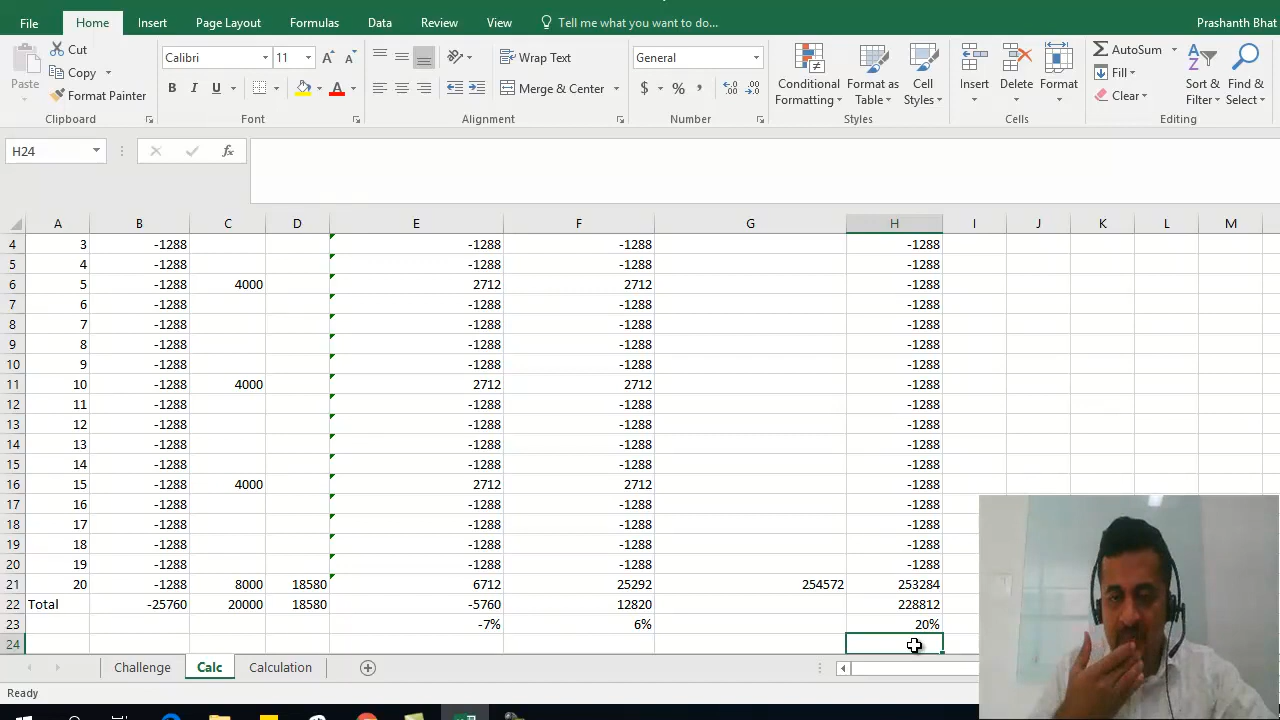 File Home Insert Page Layout Formulas Data Review View Tell me what you want to do... Prashanth Bhat
Paste Cut Copy Format Painter Clipboard
Calibri 11 A A B I U A Font
Wrap Text Merge & Center Alignment
General $ % , Number
Conditional Formatting Format as Table Cell Styles Styles
Insert Delete Format Cells
AutoSum Fill Clear Sort & Filter Find & Select Editing
H24 fx
A B C D E F G H I J K L M
4 3 -1288 -1288 -1288 -1288
5 4 -1288 -1288 -1288 -1288
6 5 -1288 4000 2712 2712 -1288
7 6 -1288 -1288 -1288 -1288
8 7 -1288 -1288 -1288 -1288
9 8 -1288 -1288 -1288 -1288
10 9 -1288 -1288 -1288 -1288
11 10 -1288 4000 2712 2712 -1288
12 11 -1288 -1288 -1288 -1288
13 12 -1288 -1288 -1288 -1288
14 13 -1288 -1288 -1288 -1288
15 14 -1288 -1288 -1288 -1288
16 15 -1288 4000 2712 2712 -1288
17 16 -1288 -1288 -1288 -1288
18 17 -1288 -1288 -1288 -1288
19 18 -1288 -1288 -1288 -1288
20 19 -1288 -1288 -1288 -1288
21 20 -1288 8000 18580 6712 25292 254572 253284
22 Total -25760 20000 18580 -5760 12820 228812
23 -7% 6% 20%
24
Challenge Calc Calculation
Ready